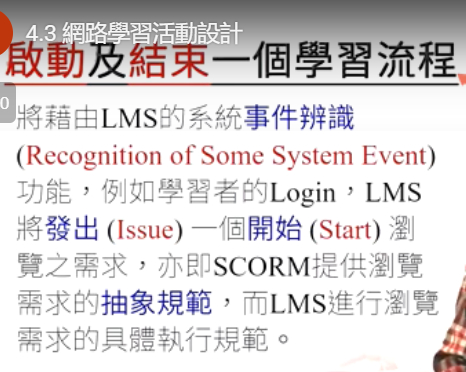 4.3 網路學習活動設計
啟動及結束一個學習流程
0
將藉由LMS的系統事件辨識
(Recognition of Some System Event)
功能，例如學習者的Login，LMS
將發出 (Issue) 一個開始 (Start) 瀏
覽之需求，亦即SCORM提供瀏覽
需求的抽象規範，而LMS進行瀏覽
需求的具體執行規範。